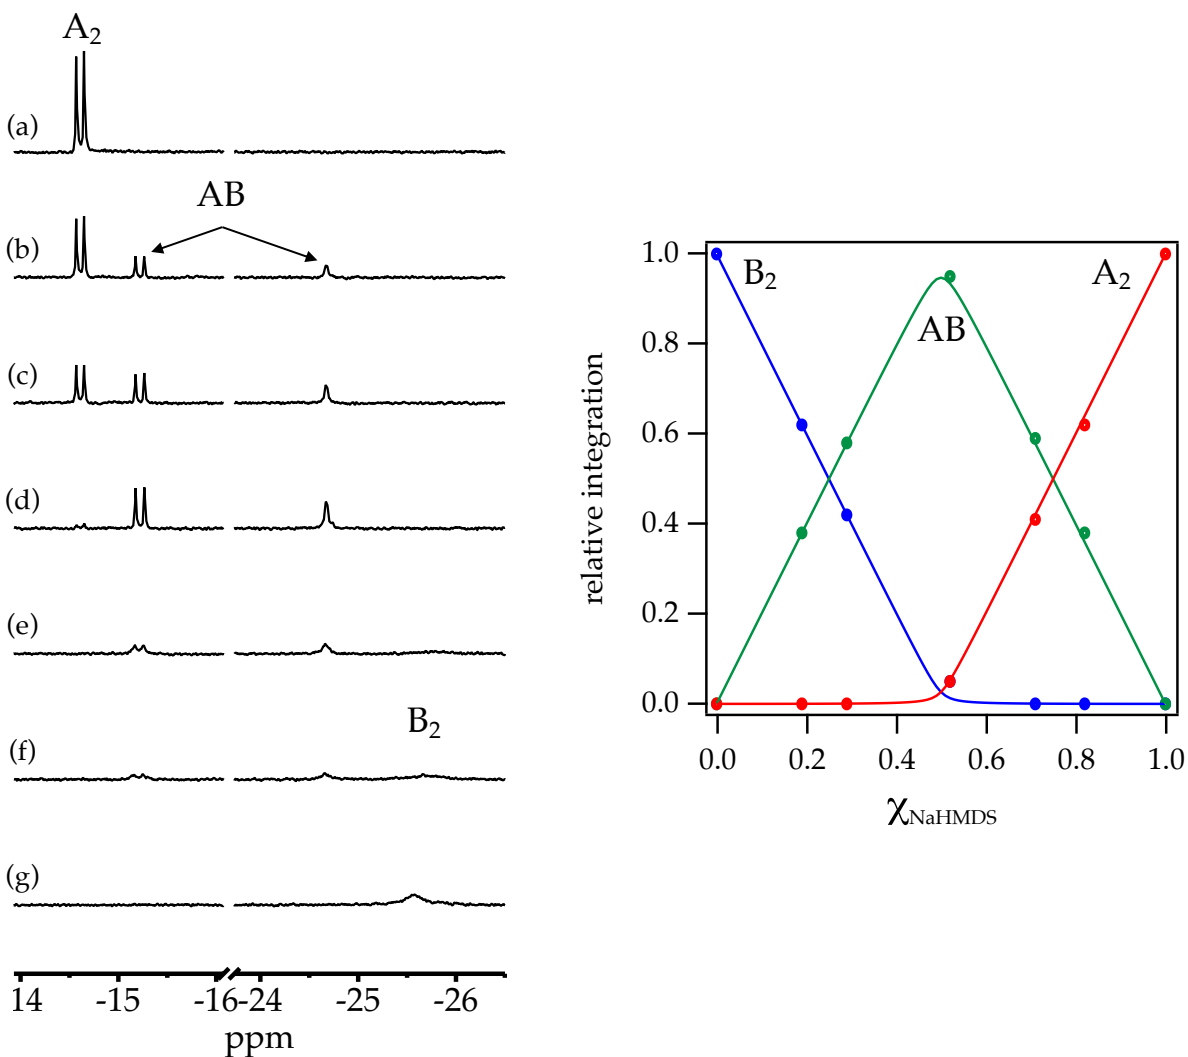 A2
(a)
AB
(b)
(c)
(d)
(e)
B2
(f)
(g)
14 -15 -16 -24 -25 -26
ppm
1.0
0.8
0.6
0.4
0.2
0.0
relative integration
B2
A2
AB
0.0 0.2 0.4 0.6 0.8 1.0
χNaHMDS